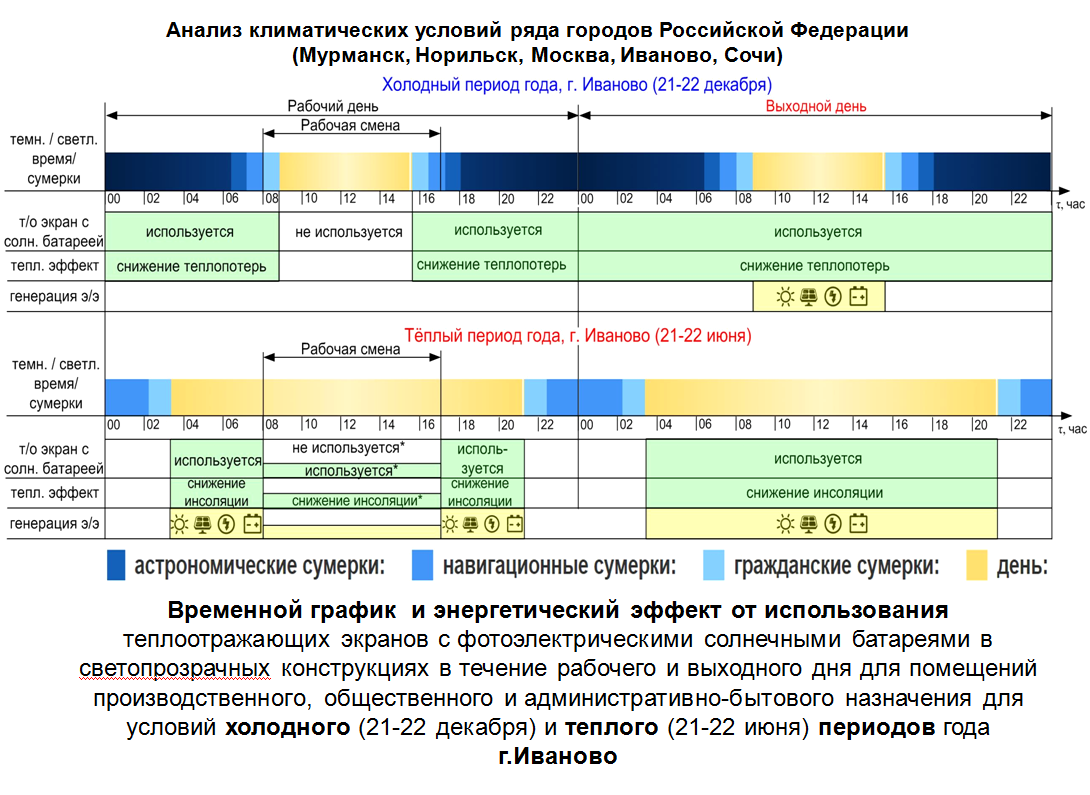 Анализ климатических условий ряда городов Российской Федерации
(Мурманск, Норильск, Москва, Иваново, Сочи)
Холодный период года, г. Иваново (21-22 декабря)
Рабочий день
Выходной день
Рабочая смена
темн. / светл.
время/
сумерки
00 02 04 06 08 10 12 14 16 18 20 22 00 02 04 06 08 10 12 14 16 18 20 22
τ, час
т/о экран с
солн. батареей
используется
не используется
используется
используется
тепл. эффект
снижение теплопотерь
снижение теплопотерь
снижение теплопотерь
генерация э/э
Тёплый период года, г. Иваново (21-22 июня)
Рабочая смена
темн. / светл.
время/
сумерки
00 02 04 06 08 10 12 14 16 18 20 22 00 02 04 06 08 10 12 14 16 18 20 22
τ, час
т/о экран с
солн. батареей
используется
не используется*
используется*
исполь-
зуется
используется
тепл. эффект
снижение
инсоляции
снижение инсоляции*
снижение
инсоляции
снижение инсоляции
генерация э/э
астрономические сумерки: навигационные сумерки: гражданские сумерки: день:
Временной график и энергетический эффект от использования
теплоотражающих экранов с фотоэлектрическими солнечными батареями в
светопрозрачных конструкциях в течение рабочего и выходного дня для помещений
производственного, общественного и административно-бытового назначения для
условий холодного (21-22 декабря) и теплого (21-22 июня) периодов года
г.Иваново